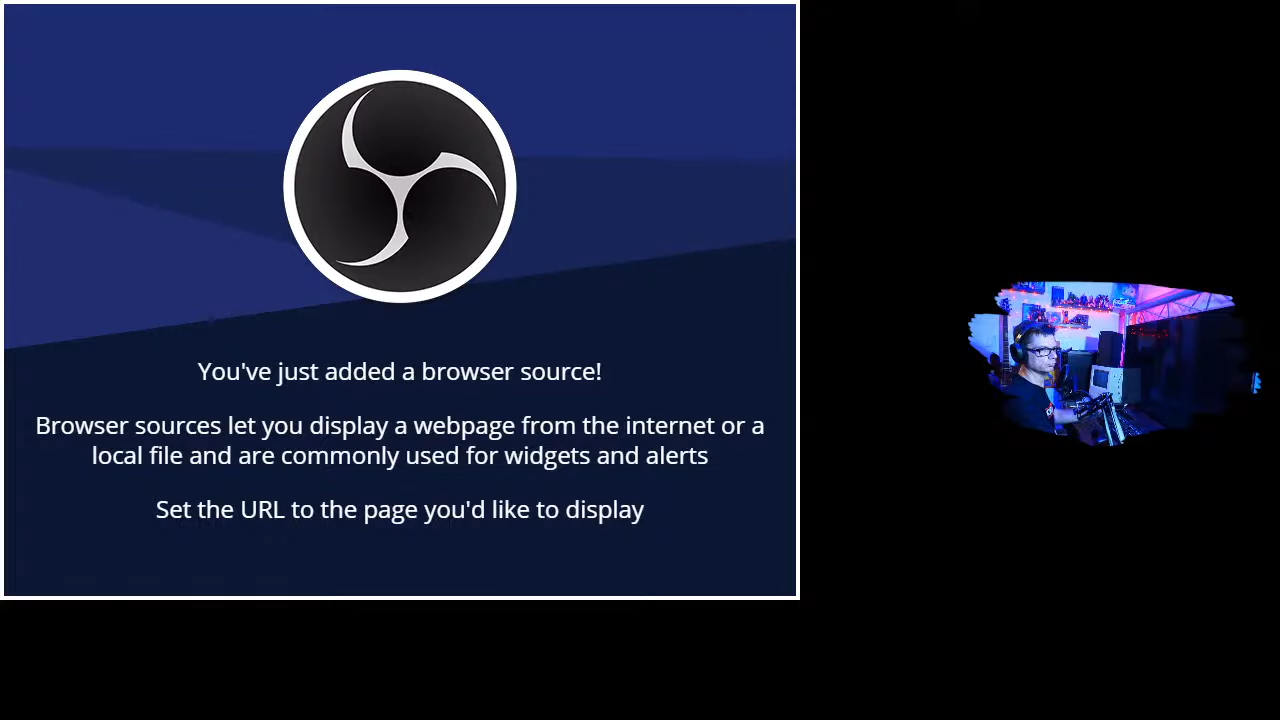 You've just added a browser source!
Browser sources let you display a webpage from the internet or a
local file and are commonly used for widgets and alerts
Set the URL to the page you'd like to display